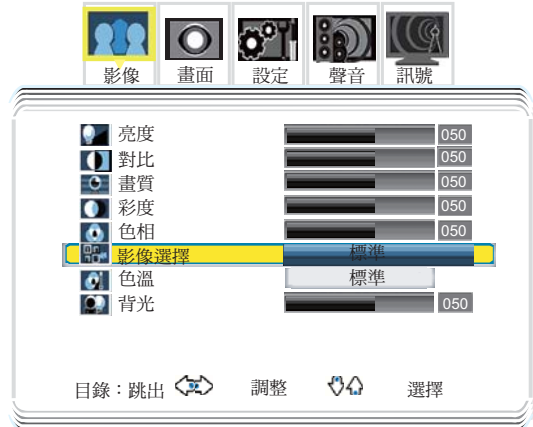 影像 畫面 設定 聲音 訊號
亮度 050
對比 050
畫質 050
彩度 050
色相 050
影像選擇 標準
色溫 標準
背光 050
目錄：跳出 調整 選擇